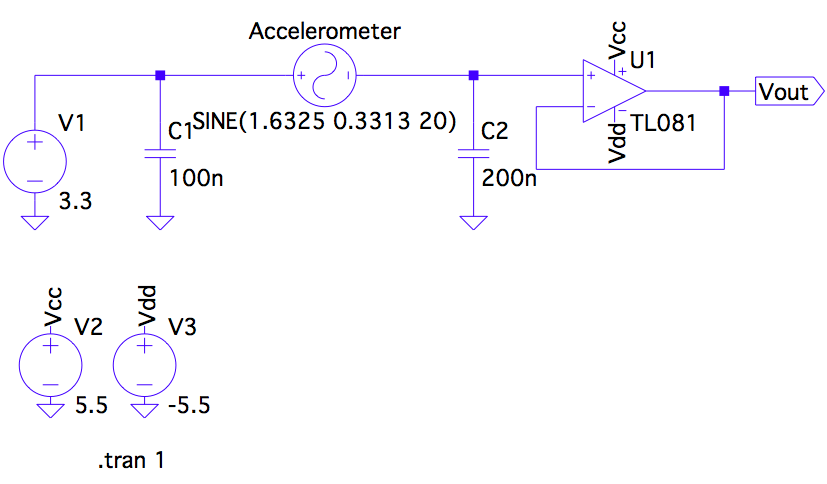 Accelerometer
Vcc
U1
V1
C1
SINE(1.6325 0.3313 20)
C2
Vout
TL081
Vdd
3.3
100n
200n
Vcc
V2
Vdd
V3
5.5
-5.5
.tran 1